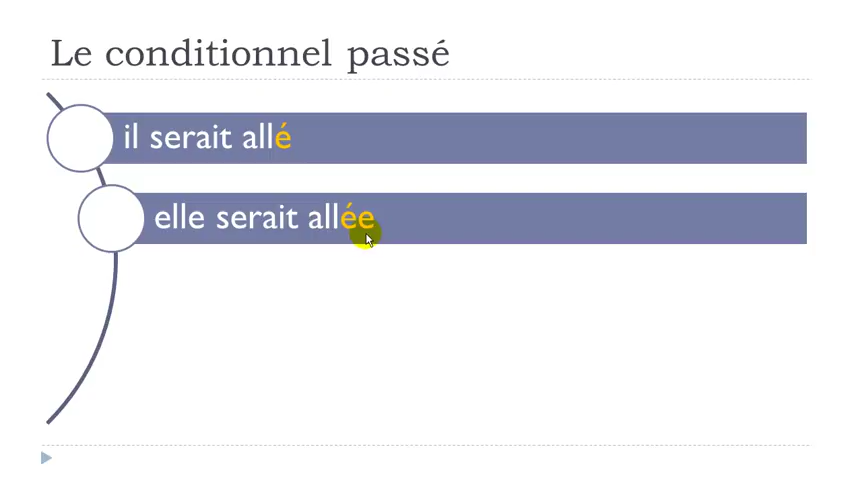 Le conditionnel passé
il serait allé
elle serait allée